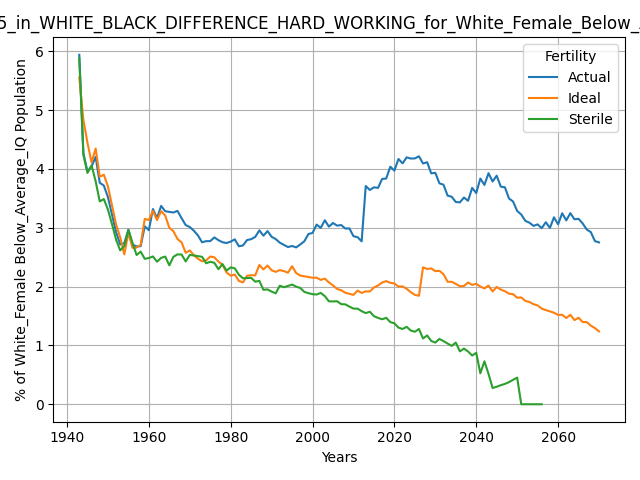 5_in_WHITE_BLACK_DIFFERENCE_HARD_WORKING_for_White_Female_Below_
Fertility
Actual
Ideal
Sterile
% of White_Female Below_Average_IQ Population
6
5
4
3
2
1
0
1940 1960 1980 2000 2020 2040 2060
Years